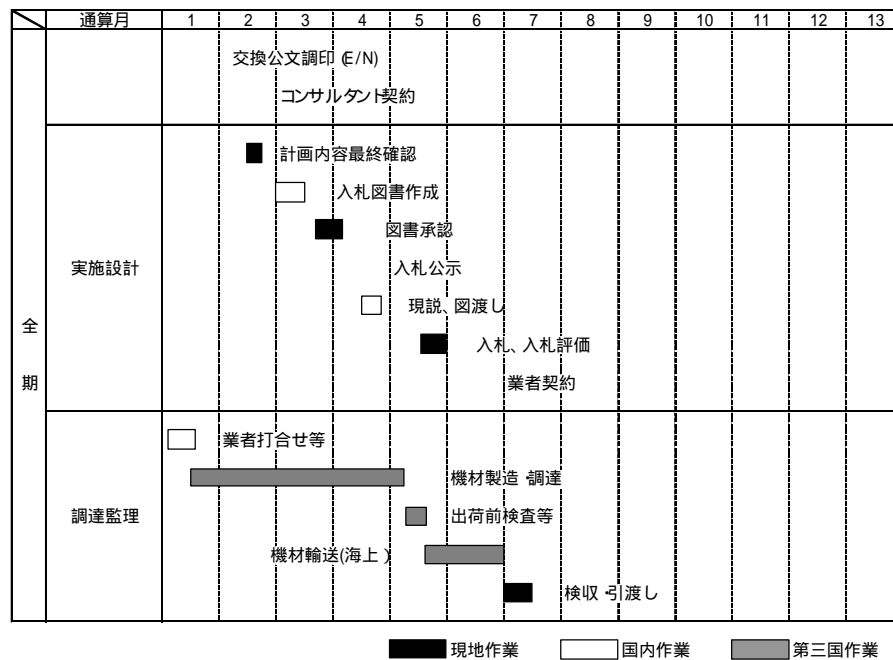 通算月 1 2 3 4 5 6 7 8 9 10 11 12 13
交換公文調印 (E/N)
コンサルタント契約
計画内容最終確認
入札図書作成
図書承認
実施設計 入札公示
現説、図渡し
全
入札、入札評価
期 業者契約
業者打合せ等
機材製造・調達
調達監理 出荷前検査等
機材輸送(海上)
検収・引渡し
現地作業 国内作業 第三国作業